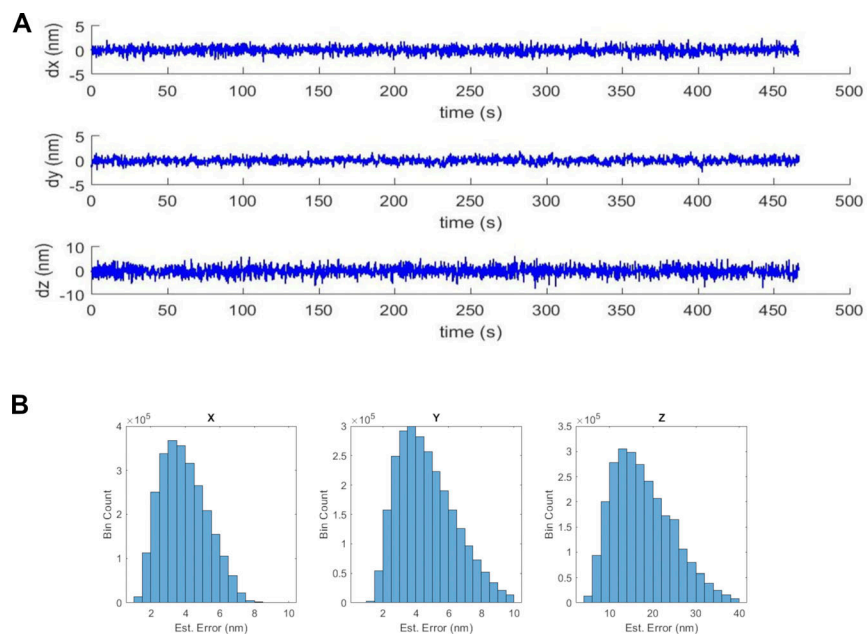 A
dx (nm)
5
0
-5
0 50 100 150 200 250 300 350 400 450 500
time (s)
dy (nm)
5
0
-5
0 50 100 150 200 250 300 350 400 450 500
time (s)
dz (nm)
10
0
-10
0 50 100 150 200 250 300 350 400 450 500
time (s)
B
×10⁵
X
Bin Count
4
3
2
1
0
2 4 6 8 10
Est. Error (nm)
×10⁵
Y
Bin Count
3
2.5
2
1.5
1
0.5
0
2 4 6 8 10
Est. Error (nm)
×10⁵
Z
Bin Count
3.5
3
2.5
2
1.5
1
0.5
0
10 20 30 40
Est. Error (nm)